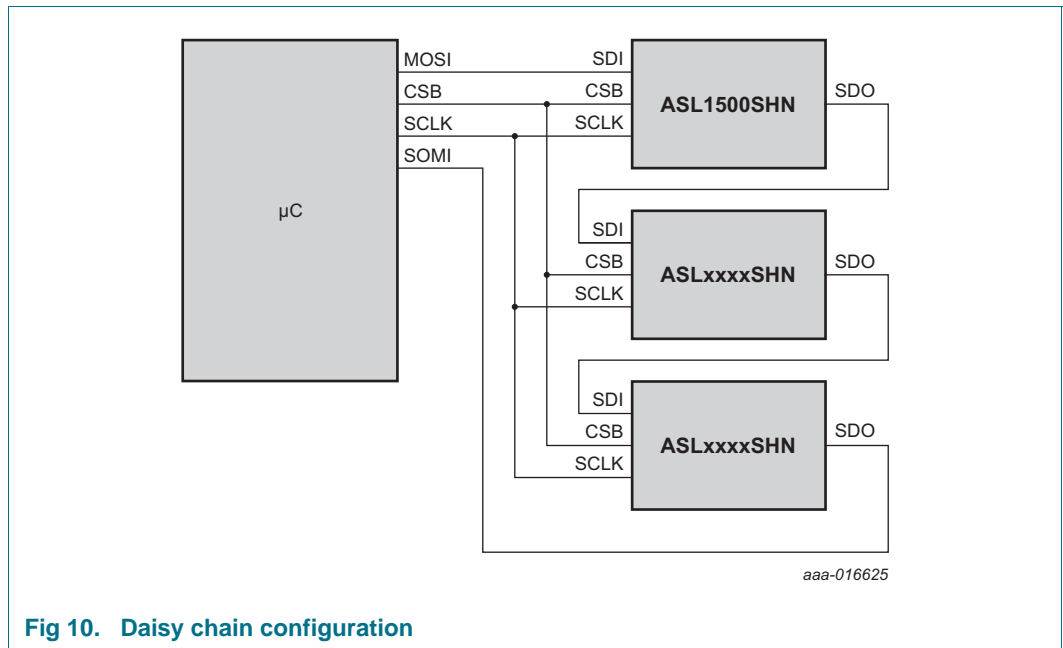 MOSI
CSB
SCLK
SOMI
µC
SDI
CSB
SCLK
ASL1500SHN
SDO
SDI
CSB
SCLK
ASLxxxxSHN
SDO
SDI
CSB
SCLK
ASLxxxxSHN
SDO
aaa-016625
Fig 10. Daisy chain configuration